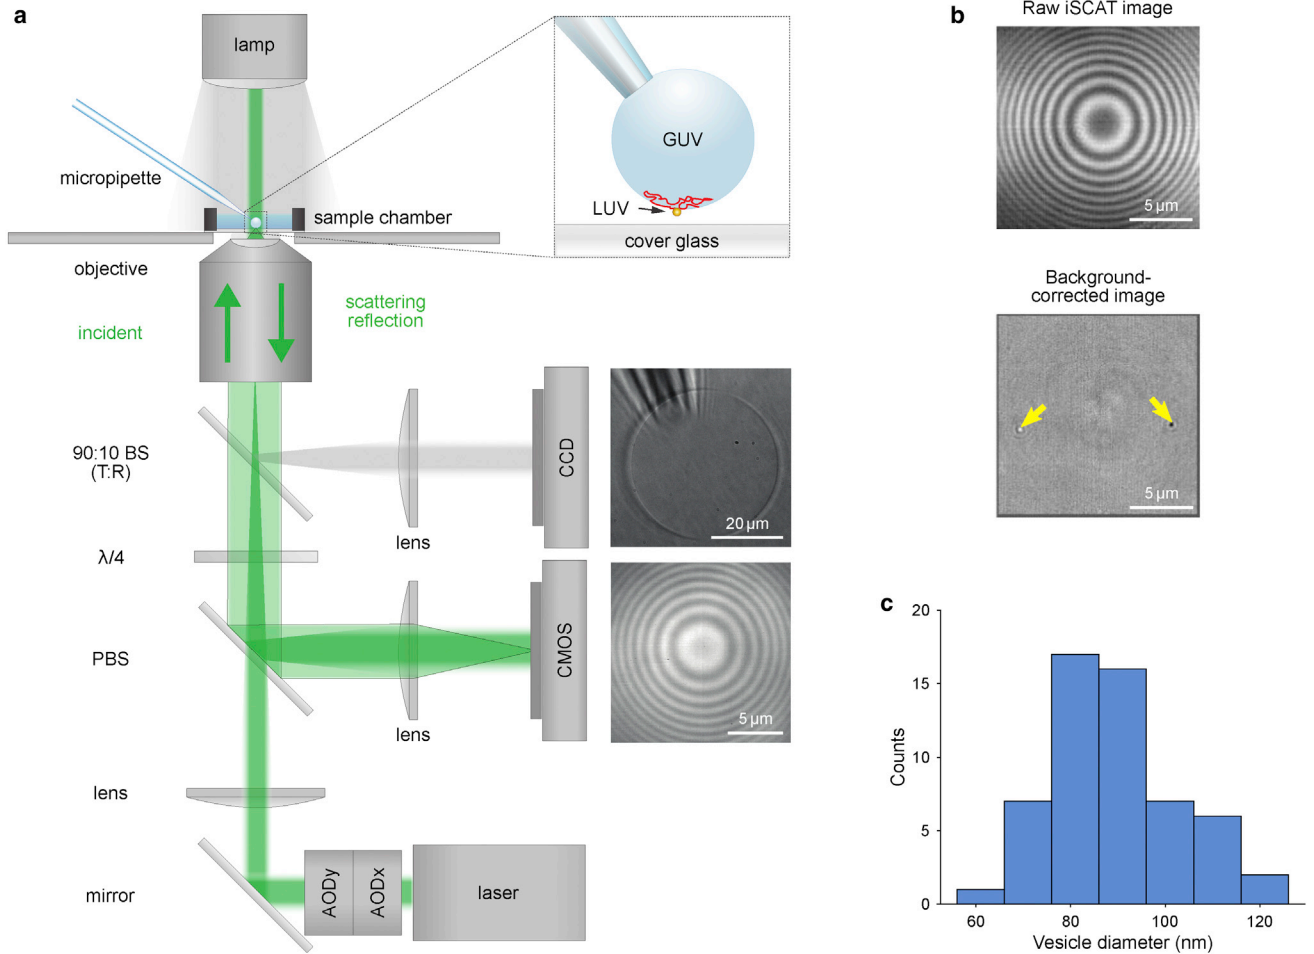 a
lamp
micropipette
sample chamber
GUV
LUV
cover glass
objective
incident
scattering
reflection
90:10 BS
(T:R)
CCD
lens
20 µm
λ/4
PBS
CMOS
lens
5 µm
lens
mirror
AODy
AODx
laser
b
Raw iSCAT image
5 µm
Background-
corrected image
5 µm
c
20
15
10
5
0
Counts
60
80
100
120
Vesicle diameter (nm)